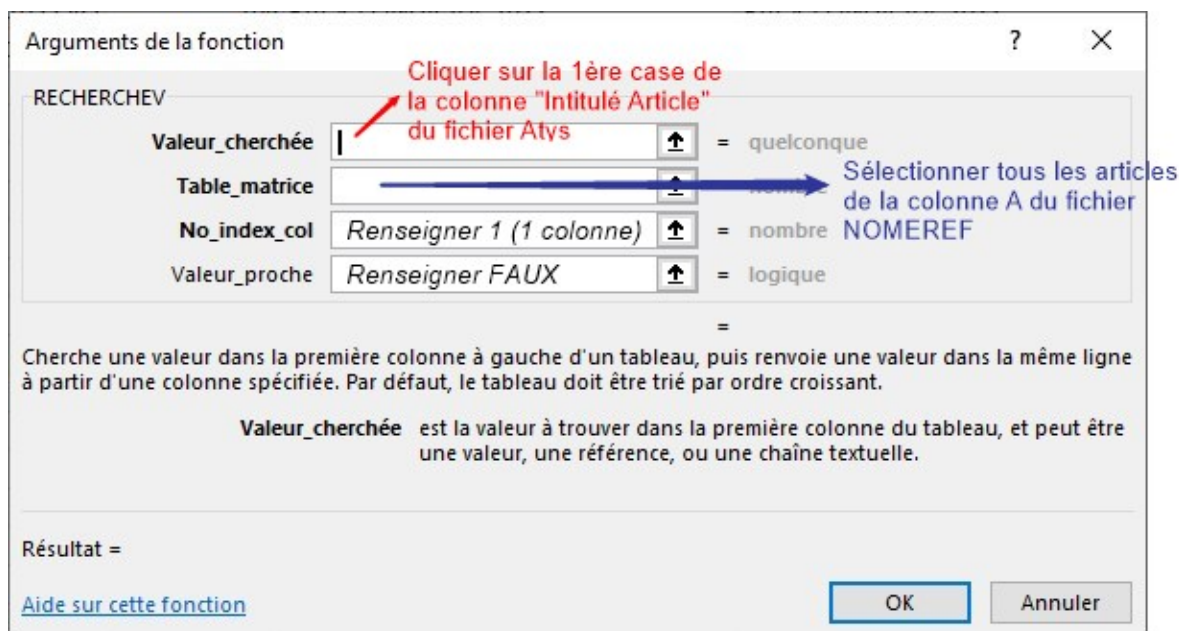 Arguments de la fonction ?
Cliquer sur la 1ère case de
la colonne "Intitulé Article"
du fichier Atys
RECHERCHEV
Valeur_cherchée = quelconque
Table_matrice
Sélectionner tous les articles
de la colonne A du fichier
NOMEREF
No_index_col Renseigner 1 (1 colonne) = nombre
Valeur_proche Renseigner FAUX = logique
=
Cherche une valeur dans la première colonne à gauche d'un tableau, puis renvoie une valeur dans la même ligne
à partir d'une colonne spécifiée. Par défaut, le tableau doit être trié par ordre croissant.
Valeur_cherchée est la valeur à trouver dans la première colonne du tableau, et peut être
une valeur, une référence, ou une chaîne textuelle.
Résultat =
Aide sur cette fonction OK Annuler